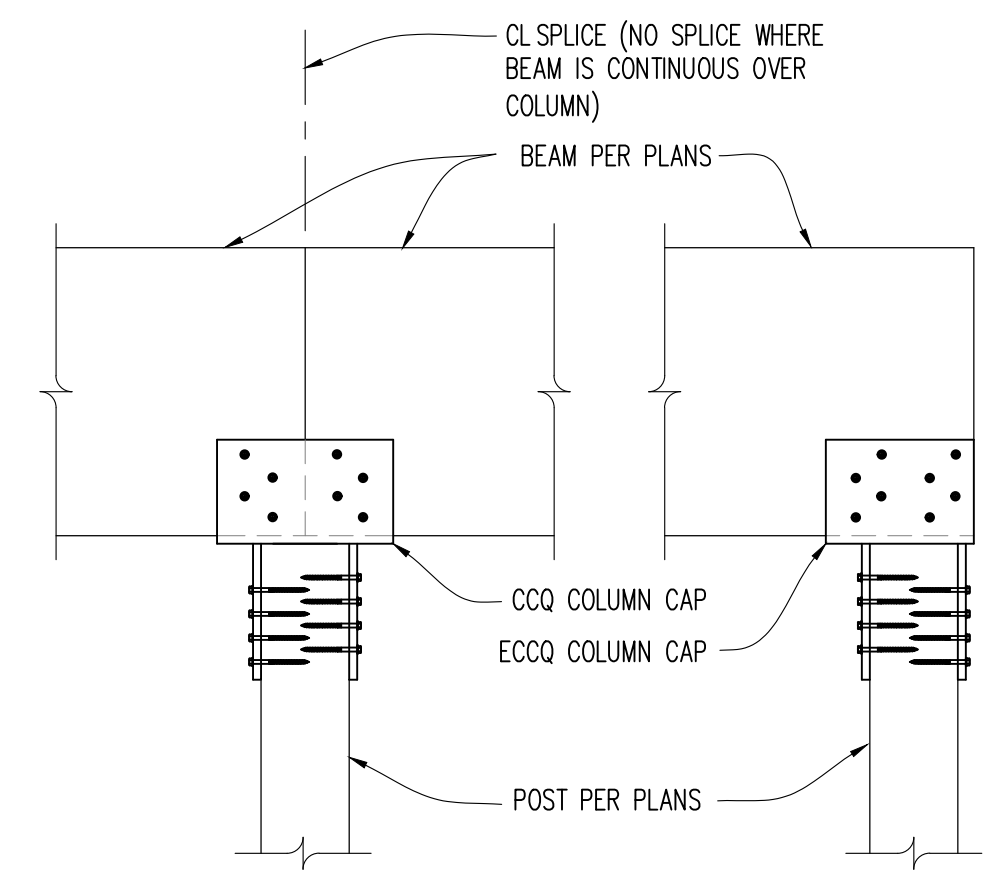 CL SPLICE (NO SPLICE WHERE
BEAM IS CONTINUOUS OVER
COLUMN)
BEAM PER PLANS
CCQ COLUMN CAP
ECCQ COLUMN CAP
POST PER PLANS